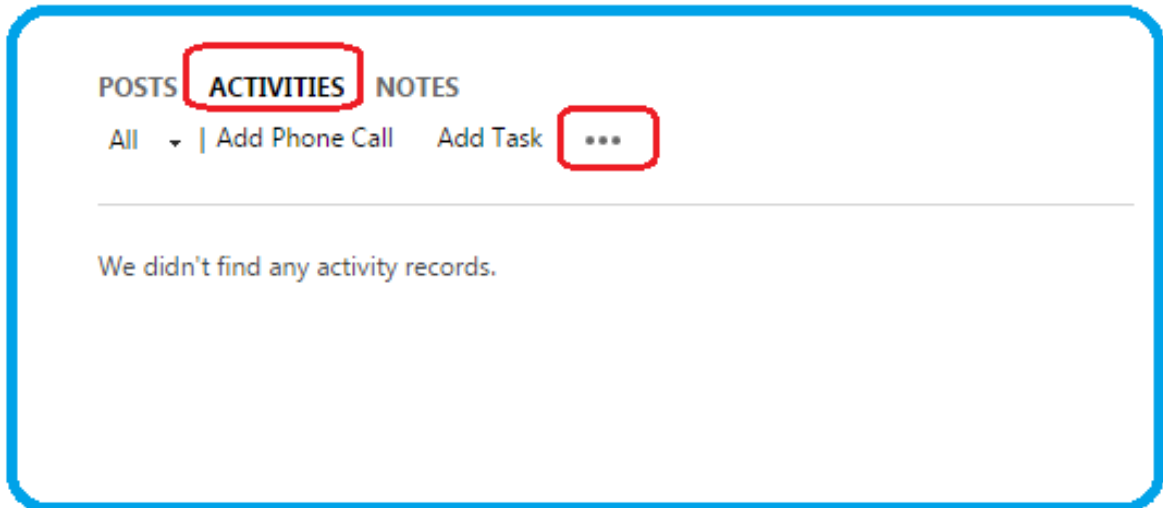 POSTS ACTIVITIES NOTES
All | Add Phone Call Add Task •••
We didn't find any activity records.